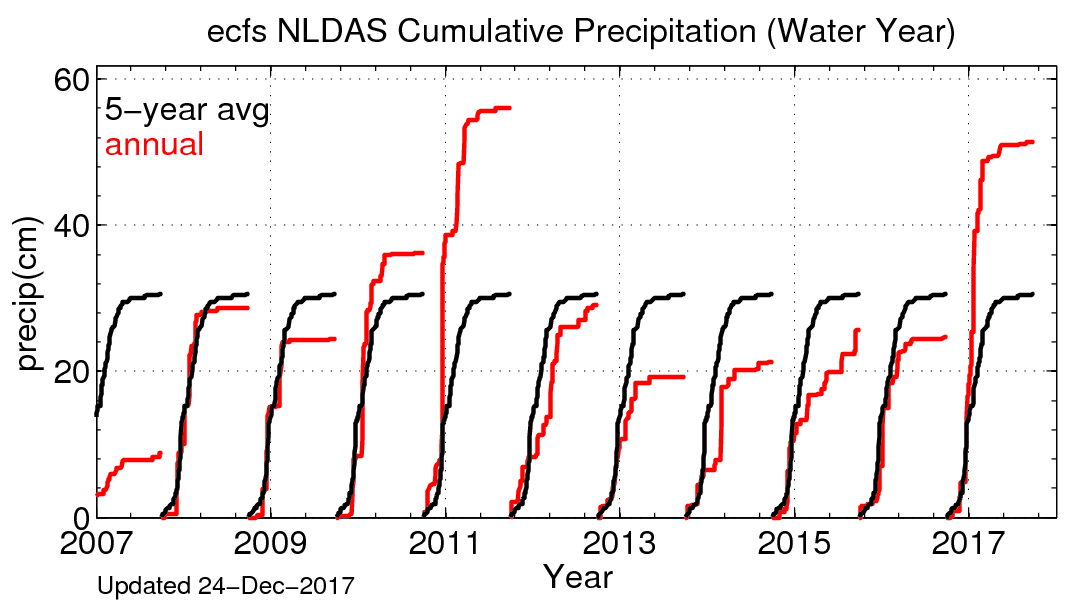 ecfs NLDAS Cumulative Precipitation (Water Year)
60
5−year avg
annual
40
precip(cm)
20
0
2007 2009 2011 2013 2015 2017
Year
Updated 24−Dec−2017